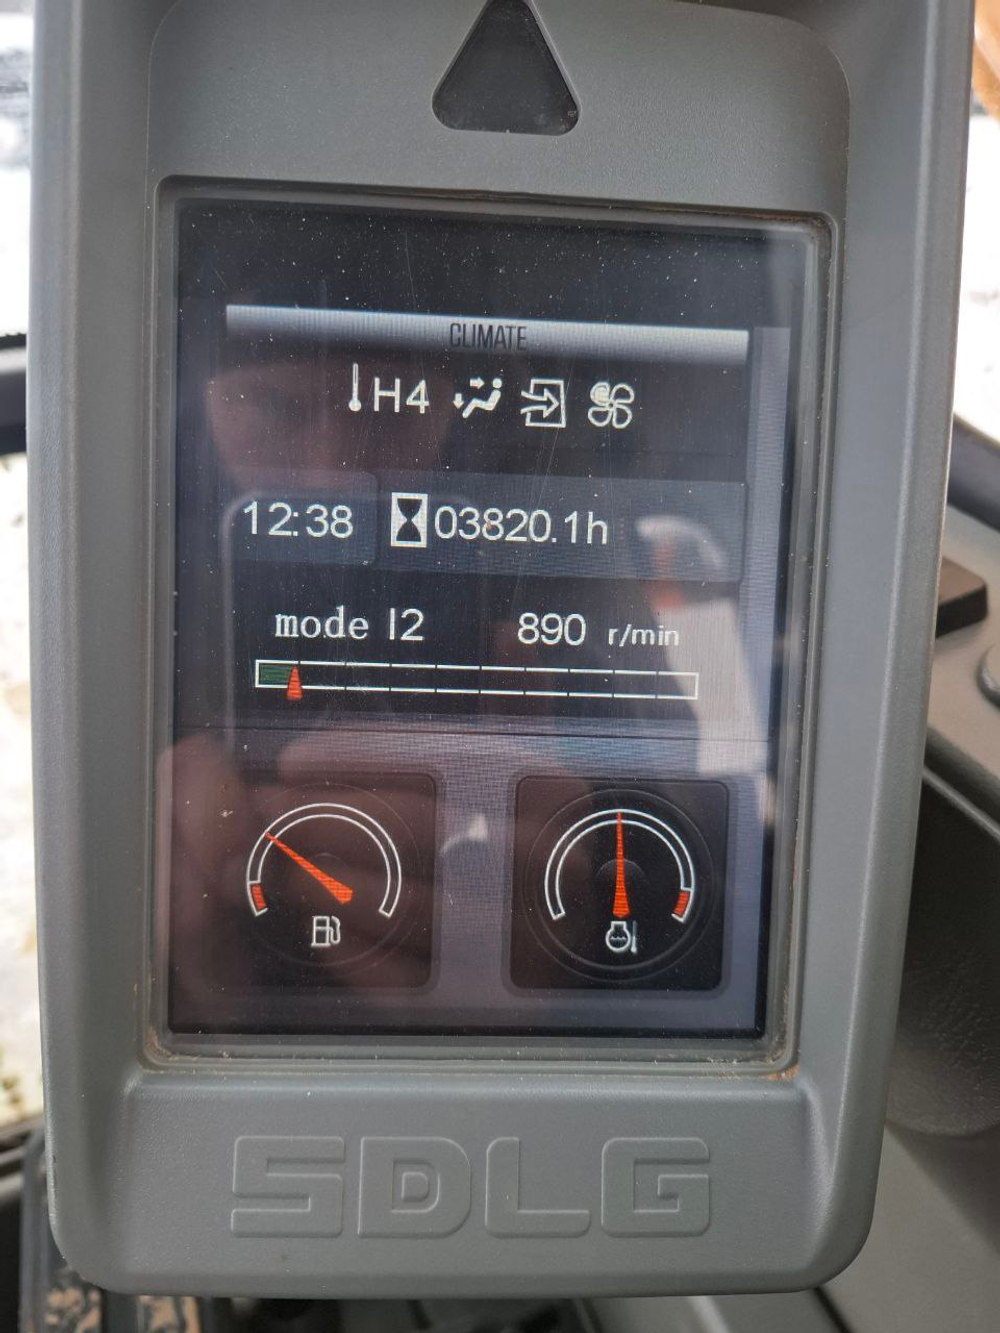 CLIMATE
H4
12:38 03820.1h
mode I2 890 r/min
SDLG